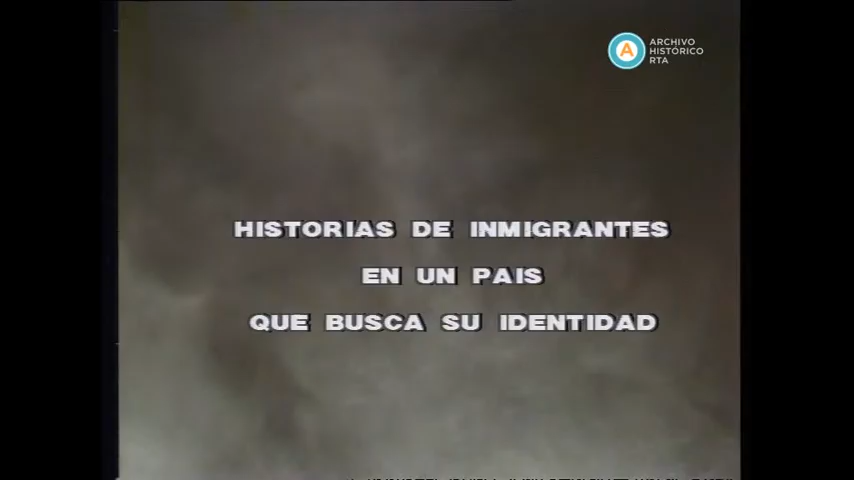 A
ARCHIVO
HISTÓRICO
RTA
HISTORIAS DE INMIGRANTES
EN UN PAIS
QUE BUSCA SU IDENTIDAD